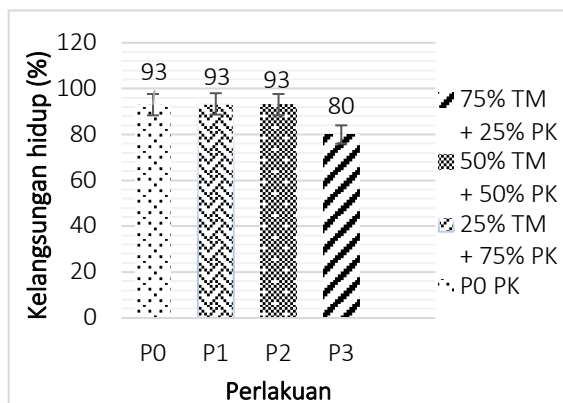 Kelangsungan hidup (%)
120
100
80
60
40
20
0
93
93
93
80
P0
P1
P2
P3
Perlakuan
75% TM
+ 25% PK
50% TM
+ 50% PK
25% TM
+ 75% PK
P0 PK